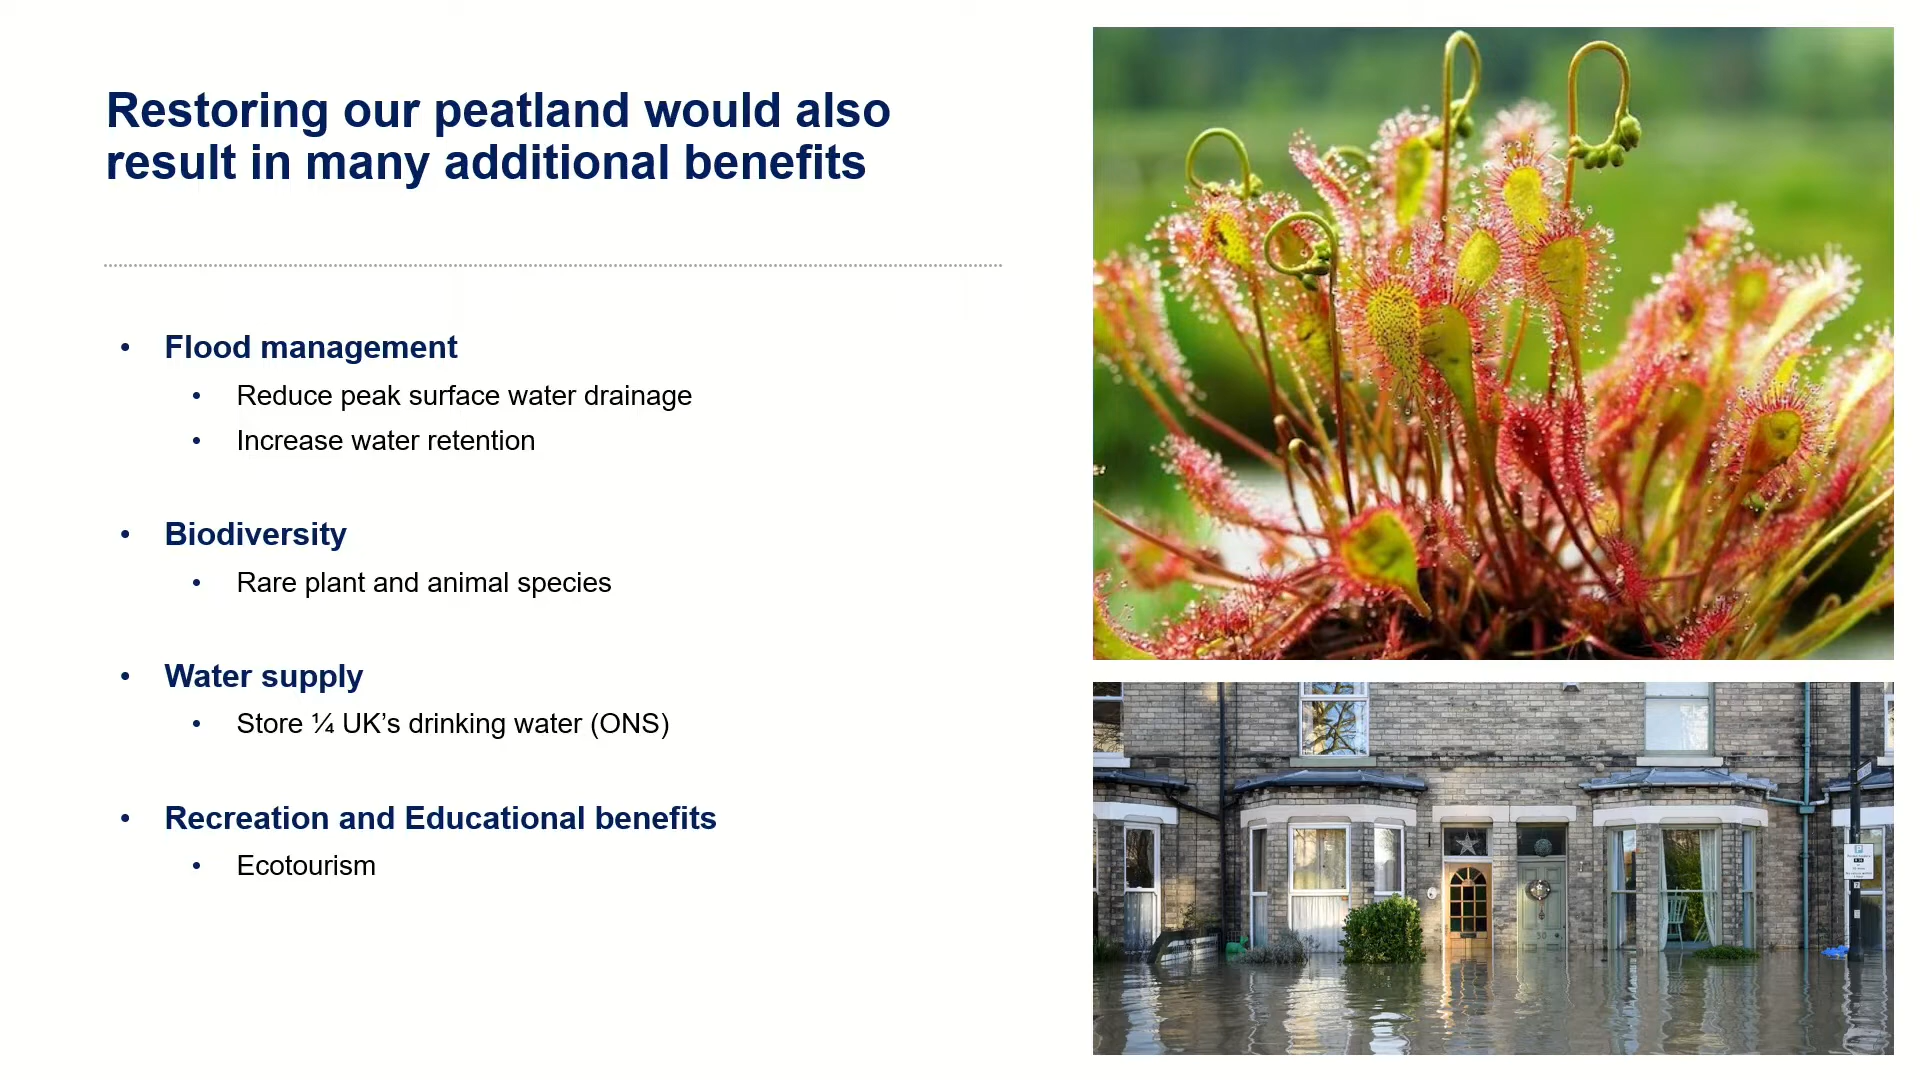 Restoring our peatland would also
result in many additional benefits
• Flood management
• Reduce peak surface water drainage
• Increase water retention
• Biodiversity
• Rare plant and animal species
• Water supply
• Store ¼ UK’s drinking water (ONS)
• Recreation and Educational benefits
• Ecotourism